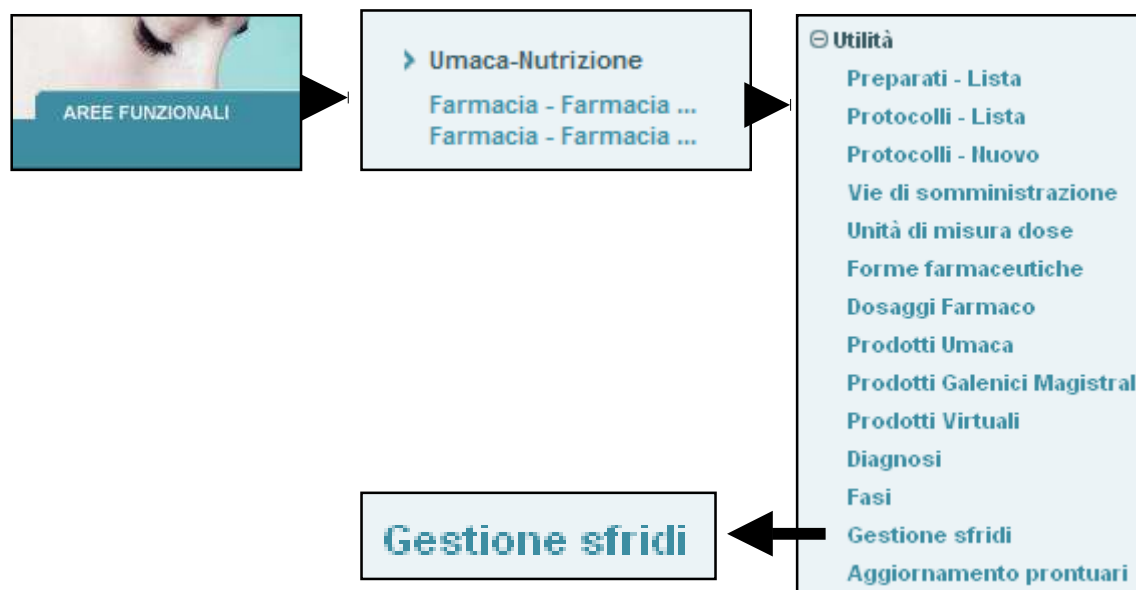 AREE FUNZIONALI
Umaca-Nutrizione
Farmacia - Farmacia ...
Farmacia - Farmacia ...
Utilità
Preparati - Lista
Protocolli - Lista
Protocolli - Nuovo
Vie di somministrazione
Unità di misura dose
Forme farmaceutiche
Dosaggi Farmaco
Prodotti Umaca
Prodotti Galenici Magistral
Prodotti Virtuali
Diagnosi
Fasi
Gestione sfridi
Aggiornamento prontuari
Gestione sfridi